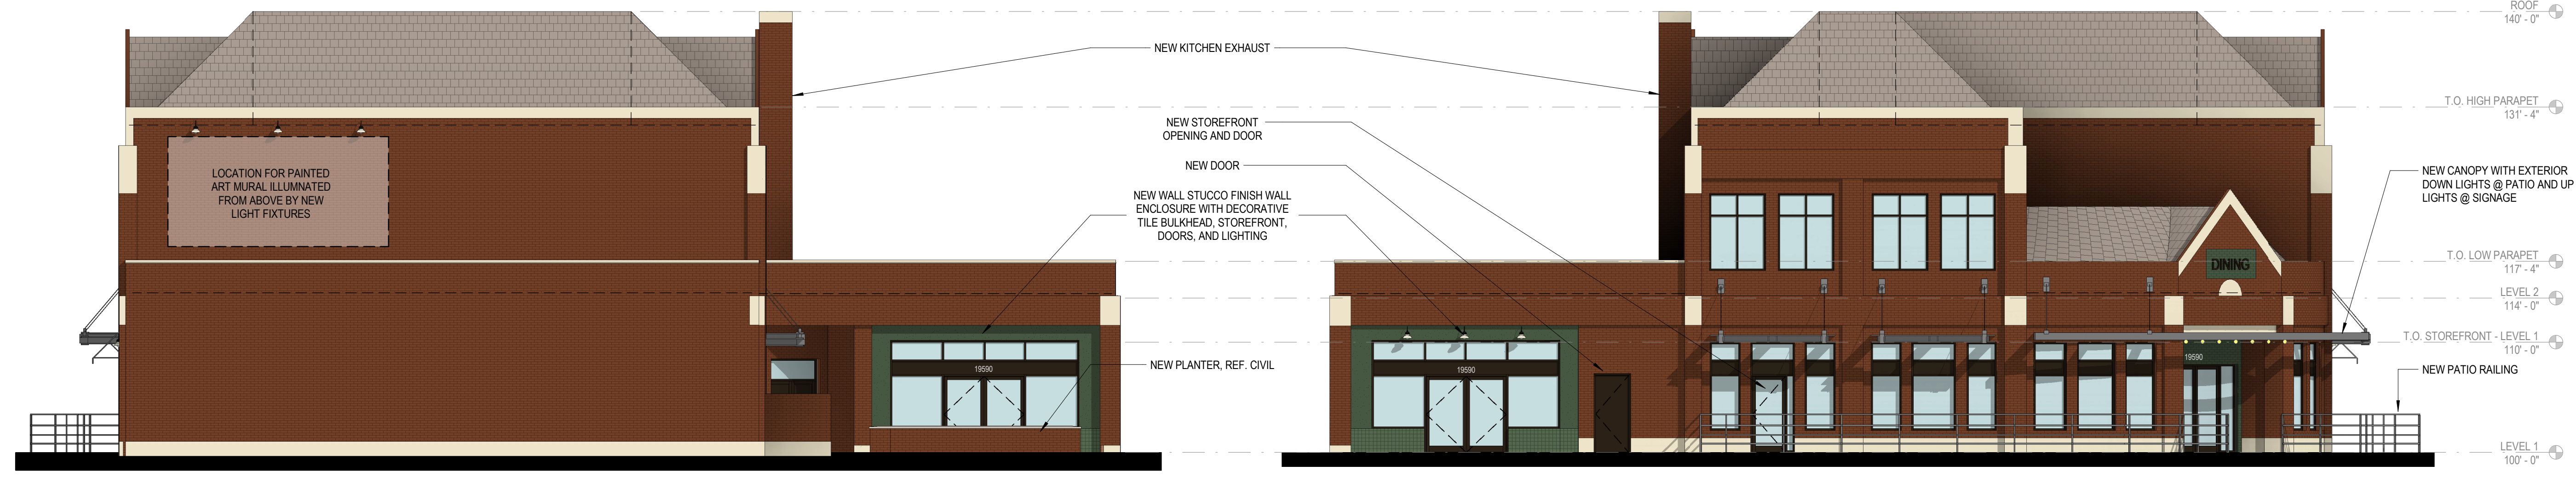 ROOF
140' - 0"
NEW KITCHEN EXHAUST
T.O. HIGH PARAPET
131' - 4"
NEW STOREFRONT
OPENING AND DOOR
NEW DOOR
LOCATION FOR PAINTED
ART MURAL ILLUMNATED
FROM ABOVE BY NEW
LIGHT FIXTURES
NEW CANOPY WITH EXTERIOR
DOWN LIGHTS @ PATIO AND UP
LIGHTS @ SIGNAGE
NEW WALL STUCCO FINISH WALL
ENCLOSURE WITH DECORATIVE
TILE BULKHEAD, STOREFRONT,
DOORS, AND LIGHTING
T.O. LOW PARAPET
117' - 4"
DINING
LEVEL 2
114' - 0"
T.O. STOREFRONT - LEVEL 1
110' - 0"
19590
19590
19590
NEW PLANTER, REF. CIVIL
NEW PATIO RAILING
LEVEL 1
100' - 0"